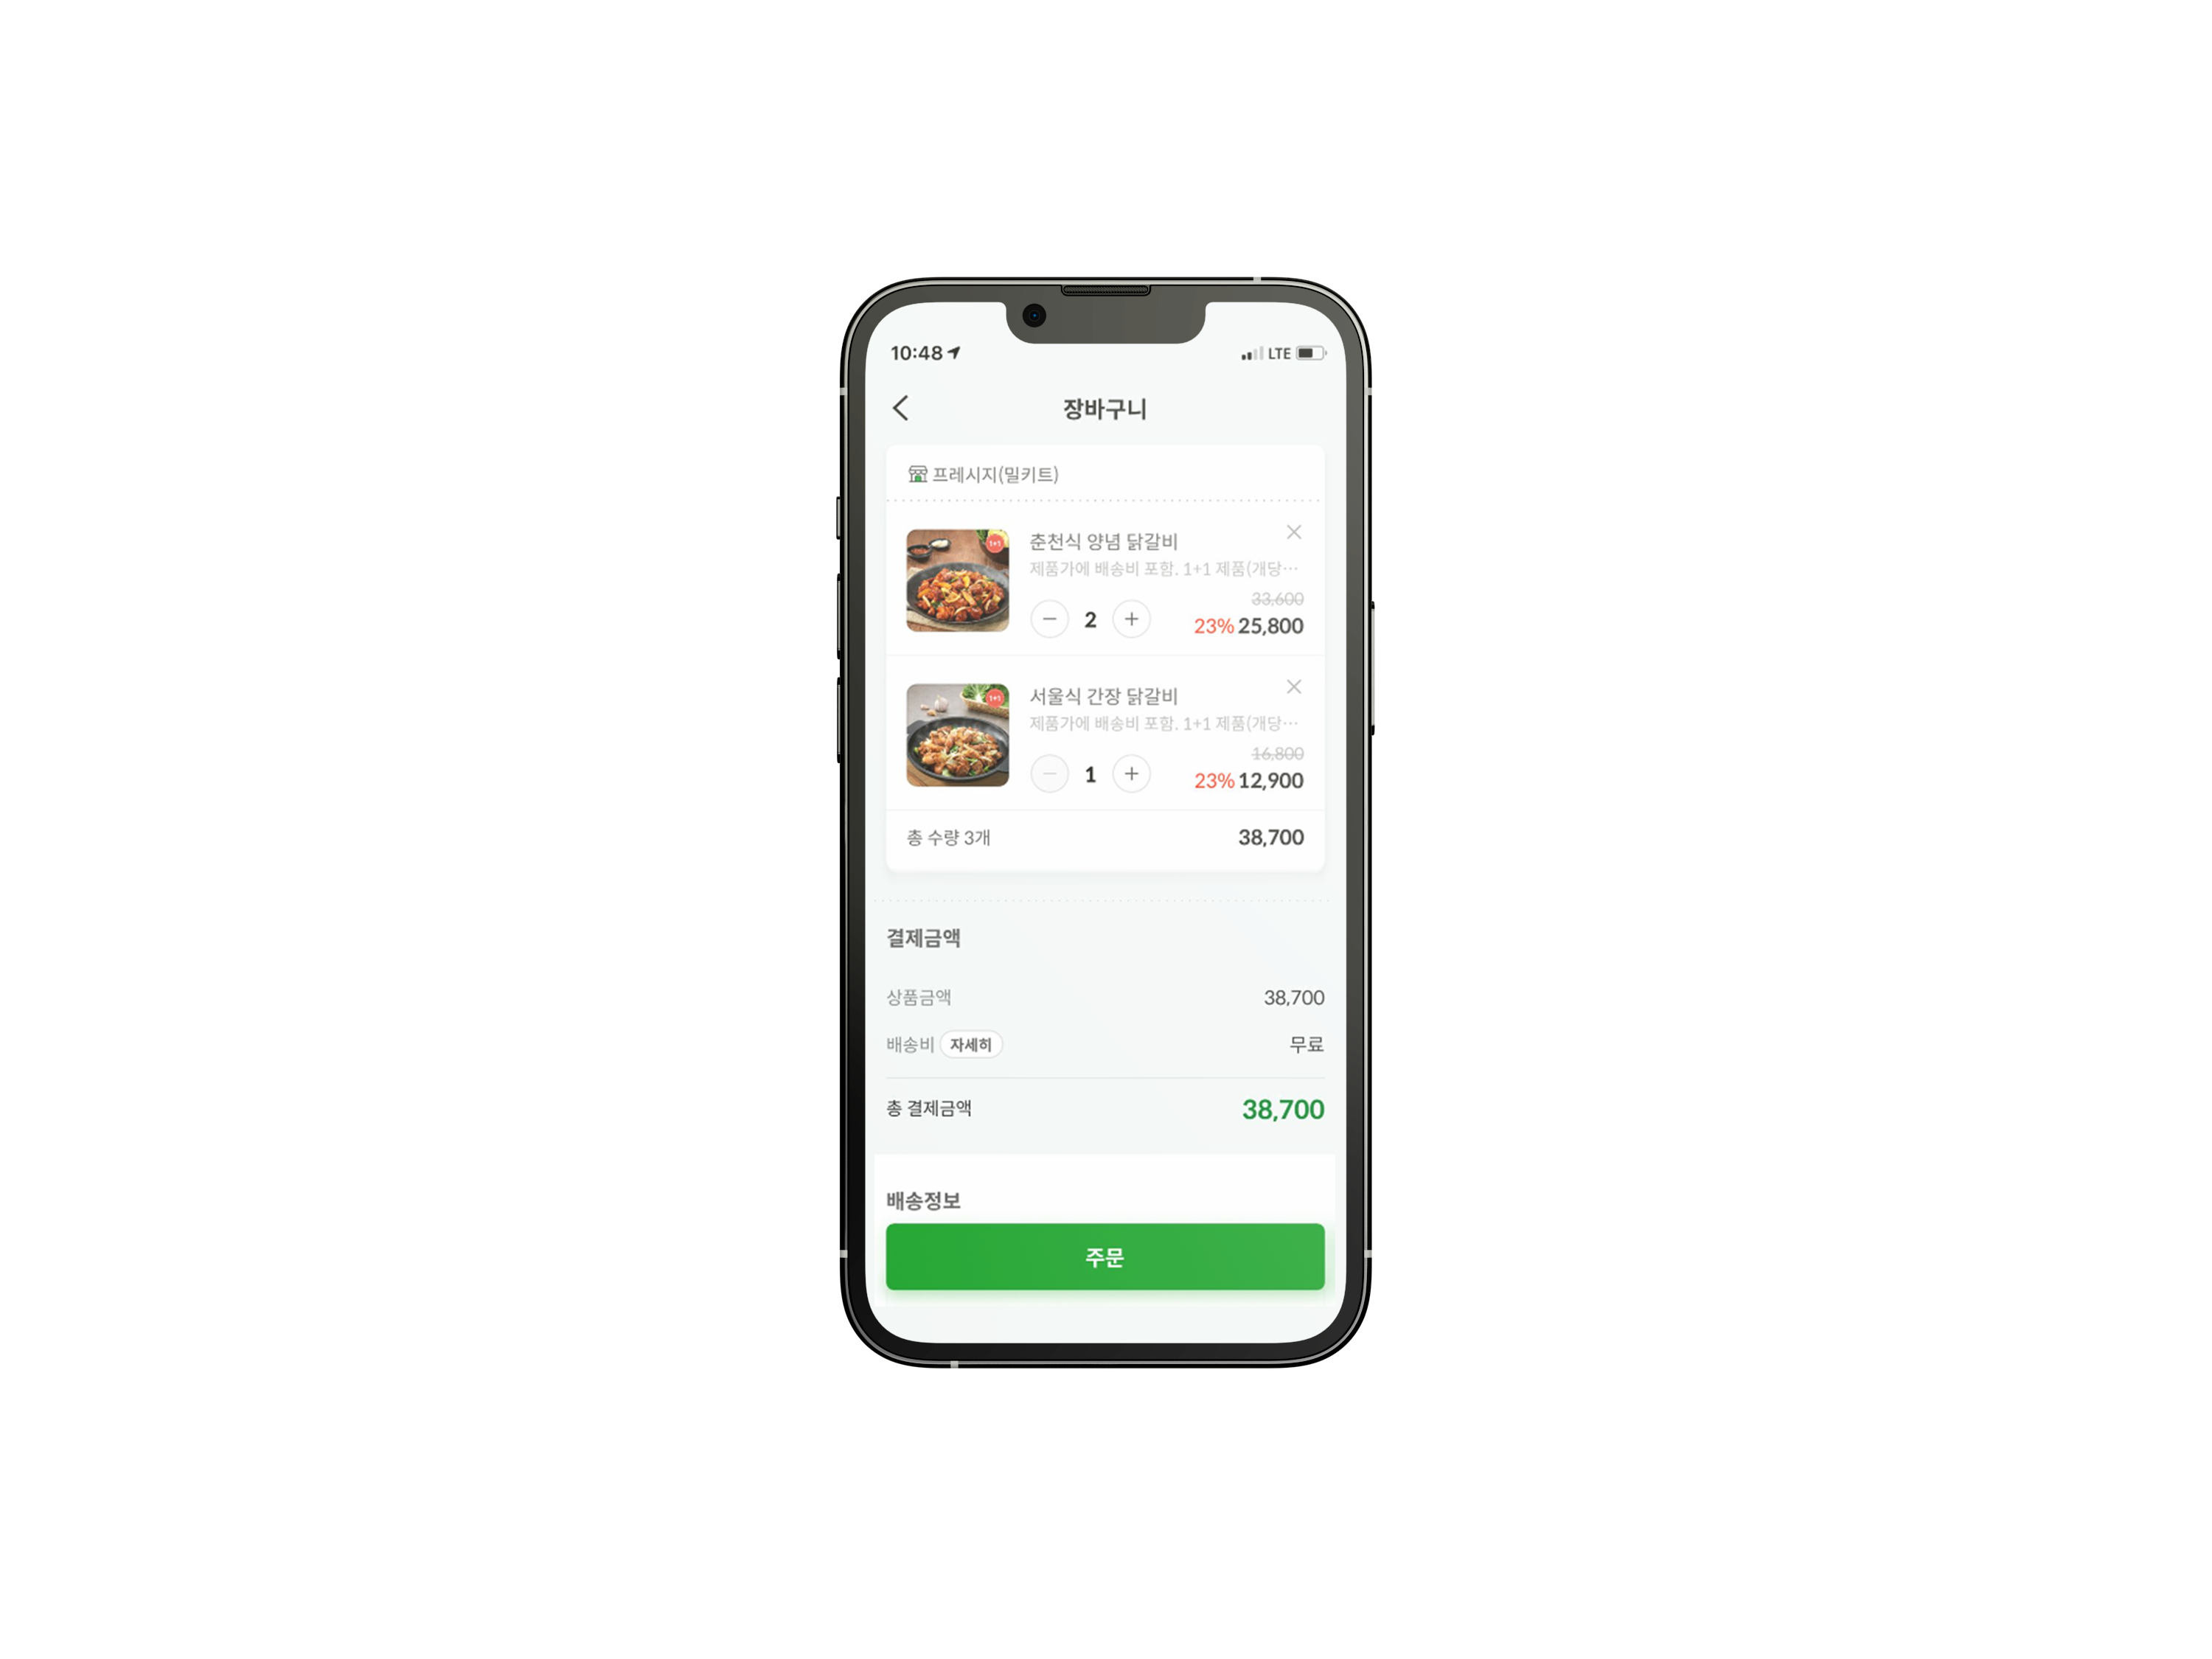 10:48
LTE
장바구니
프레시지(밀키트)
1+1
춘천식 양념 닭갈비
제품가에 배송비 포함. 1+1 제품(개당…
33,600
2
23% 25,800
1+1
서울식 간장 닭갈비
제품가에 배송비 포함. 1+1 제품(개당…
16,800
1
23% 12,900
총 수량 3개 38,700
결제금액
상품금액 38,700
배송비 자세히 무료
총 결제금액 38,700
배송정보
주문